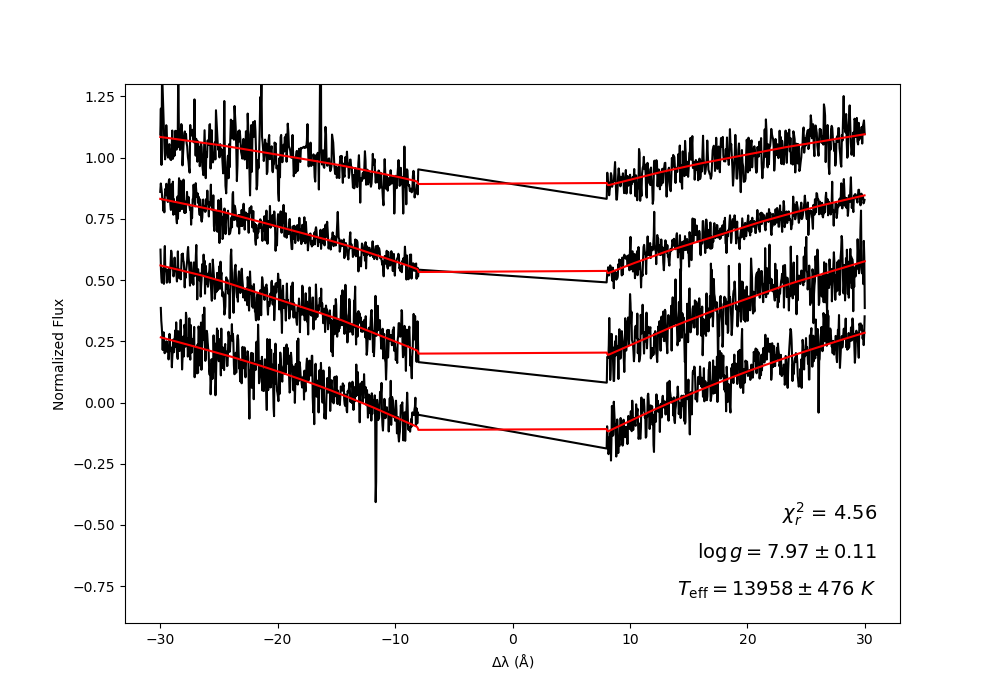 1.25
1.00
0.75
0.50
0.25
0.00
−0.25
−0.50
−0.75
Normalized Flux
χ²ᵣ = 4.56
log g = 7.97 ± 0.11
T_eff = 13958 ± 476 K
−30 −20 −10 0 10 20 30
Δλ (Å)